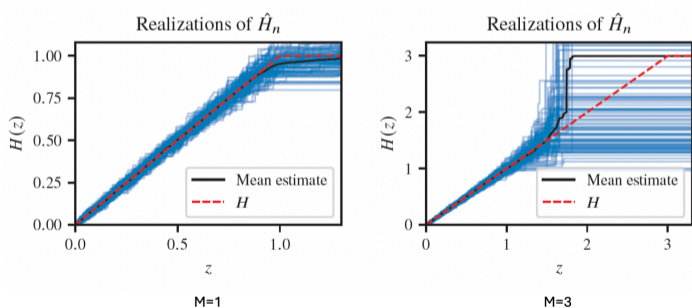 Realizations of Ĥₙ
H(z)
1.00
0.75
0.50
0.25
0.00
Mean estimate
H
0.0 0.5 1.0
z
M=1
Realizations of Ĥₙ
H(z)
3
2
1
0
Mean estimate
H
0 1 2 3
z
M=3